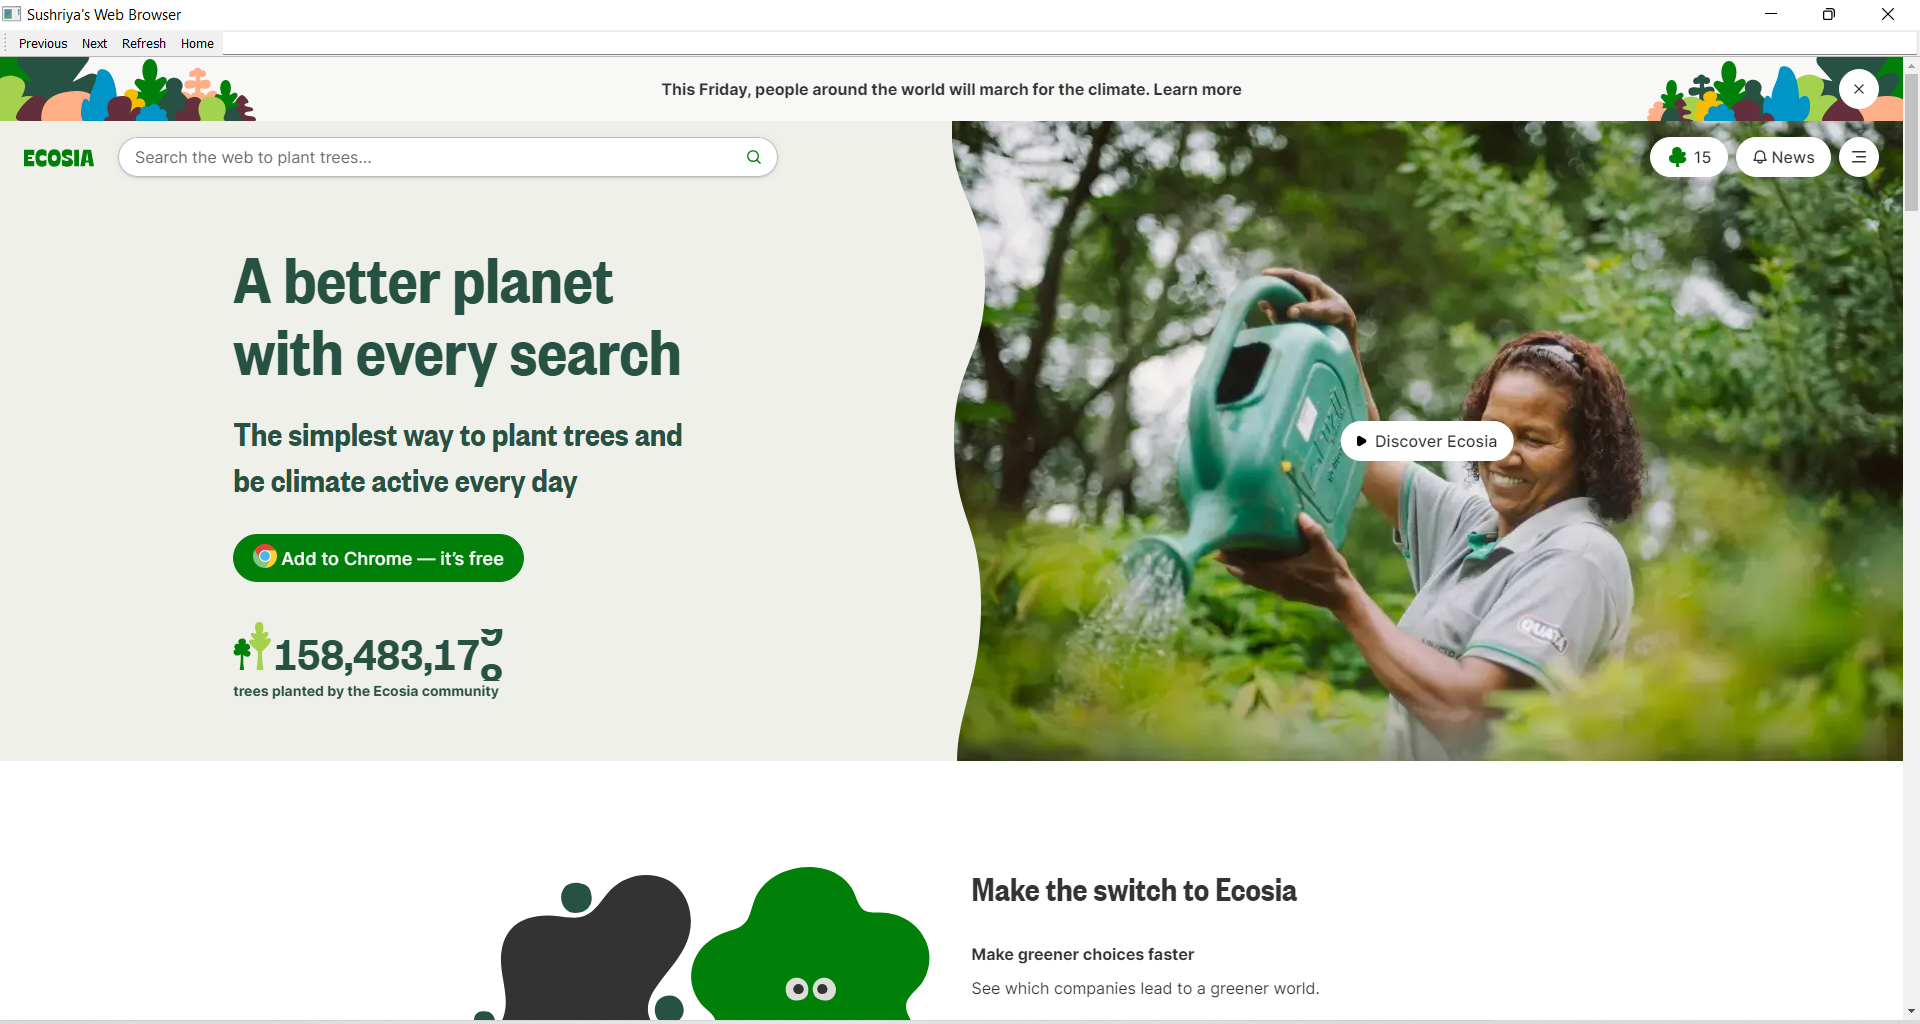 Sushriya's Web Browser
Previous Next Refresh Home
This Friday, people around the world will march for the climate. Learn more
ECOSIA
Search the web to plant trees...
15
News
A better planet
with every search
The simplest way to plant trees and
be climate active every day
Discover Ecosia
Add to Chrome — it's free
QUATÁ
158,483,17
trees planted by the Ecosia community
Make the switch to Ecosia
Make greener choices faster
See which companies lead to a greener world.